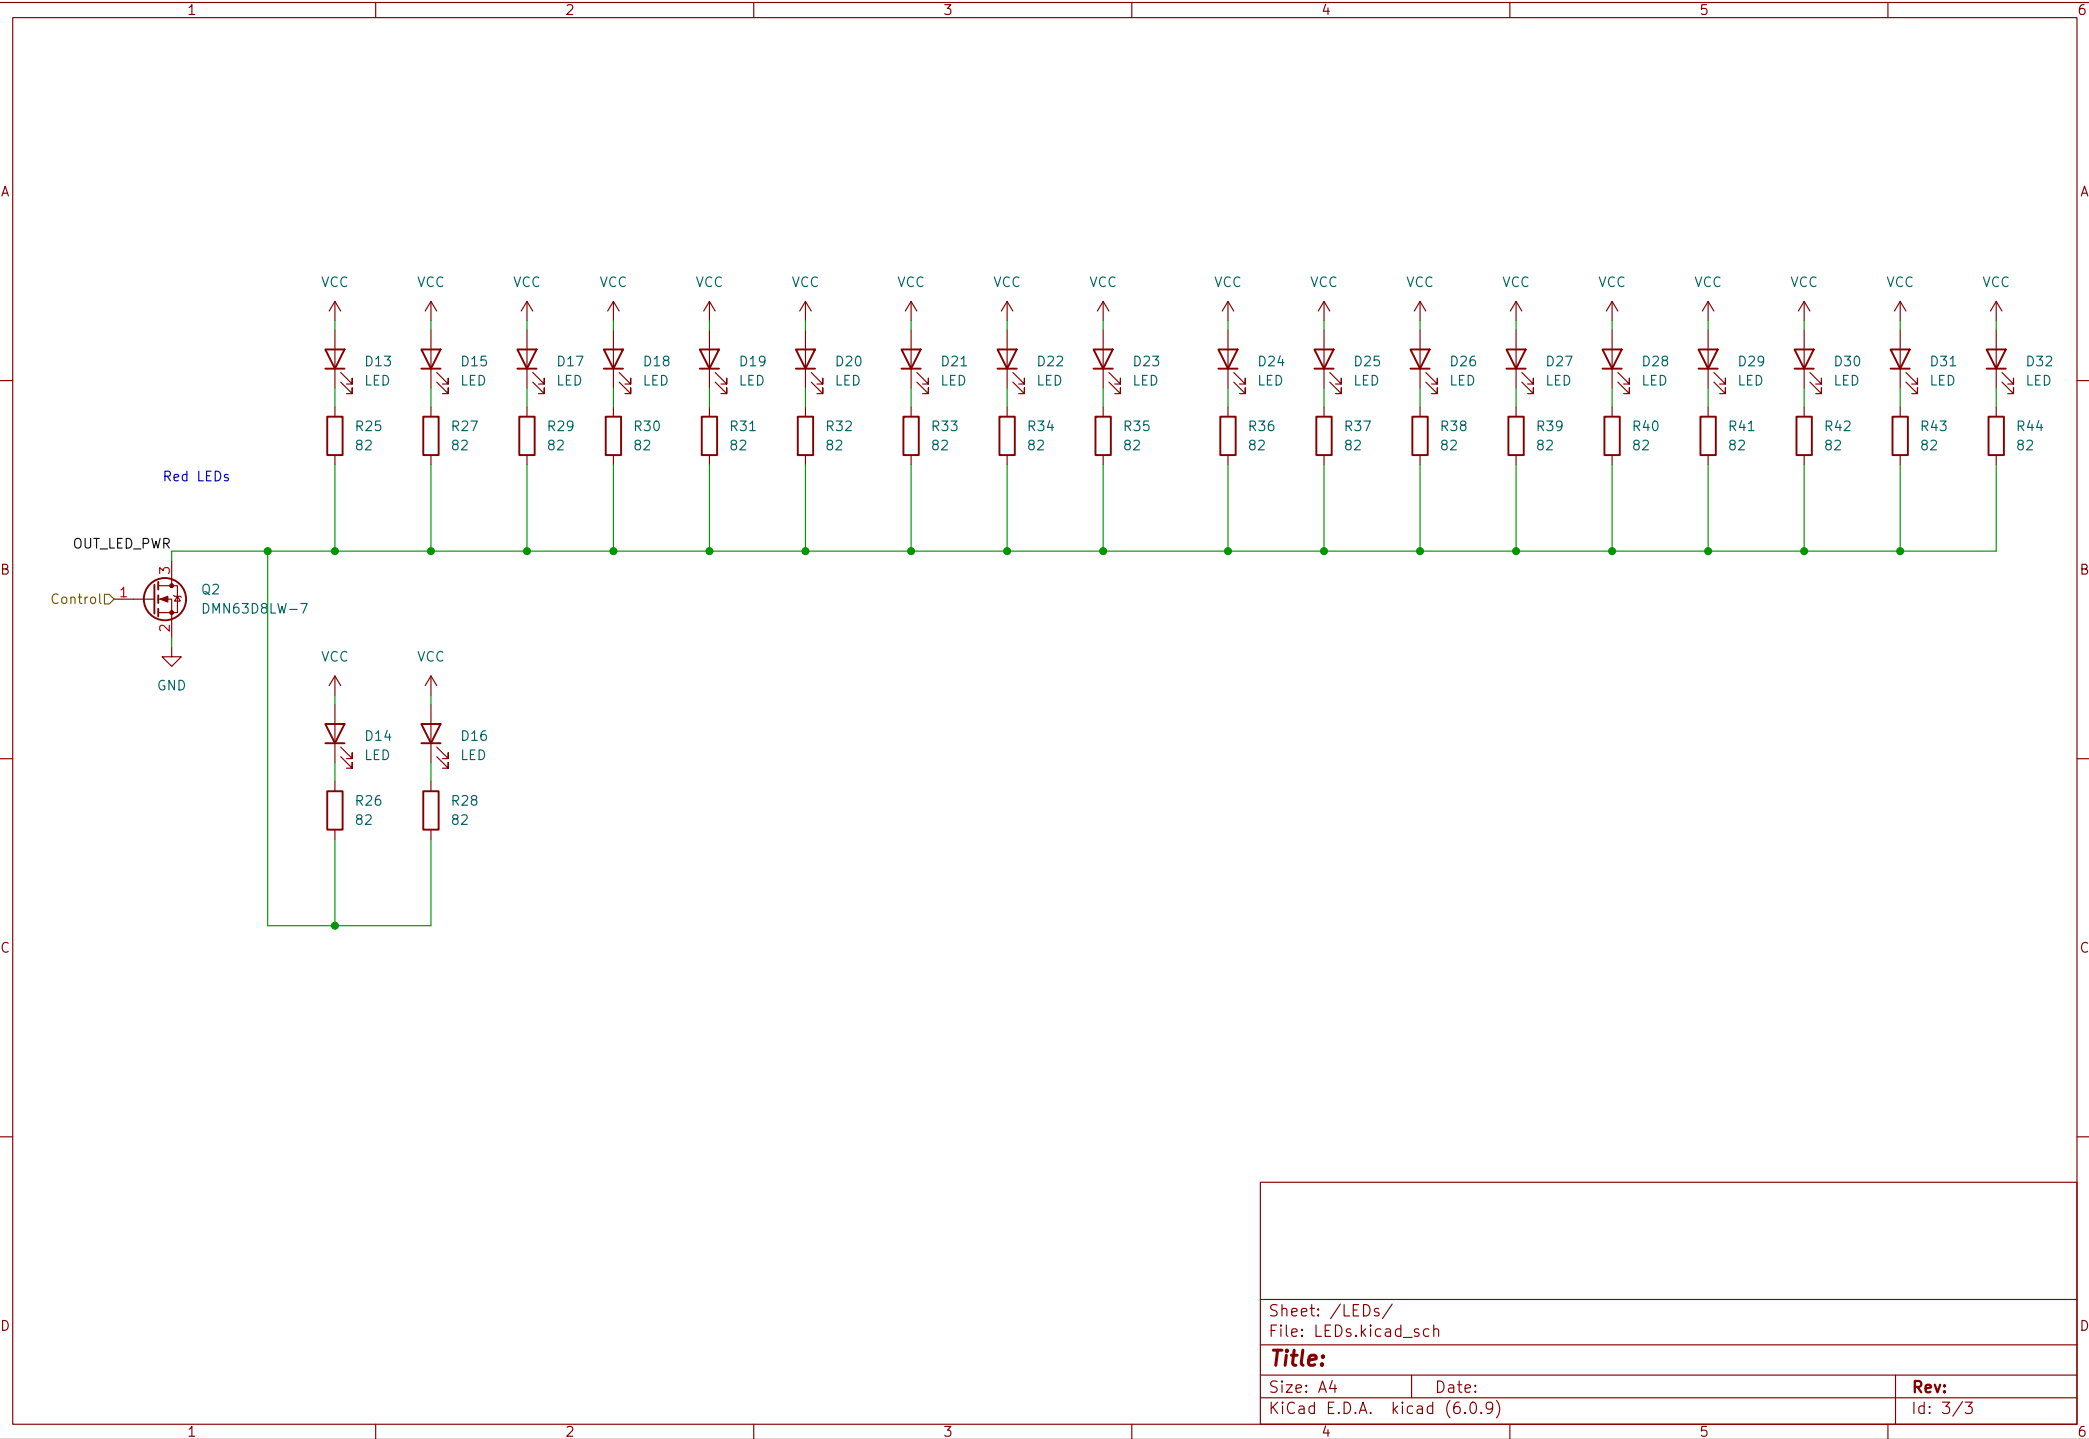 1 2 3 4 5 6
A A
VCC VCC VCC VCC VCC VCC VCC VCC VCC VCC VCC VCC VCC VCC VCC VCC VCC VCC
D13 D15 D17 D18 D19 D20 D21 D22 D23 D24 D25 D26 D27 D28 D29 D30 D31 D32
LED LED LED LED LED LED LED LED LED LED LED LED LED LED LED LED LED LED
R25 R27 R29 R30 R31 R32 R33 R34 R35 R36 R37 R38 R39 R40 R41 R42 R43 R44
82 82 82 82 82 82 82 82 82 82 82 82 82 82 82 82 82 82
Red LEDs
OUT_LED_PWR
B 3 B
Control 1 Q2
DMN63D8LW-7
2
VCC VCC
GND
D14 D16
LED LED
R26 R28
82 82
C C
Sheet: /LEDs/
File: LEDs.kicad_sch
D D
Title:
Size: A4 Date: Rev:
KiCad E.D.A. kicad (6.0.9) Id: 3/3
1 2 3 4 5 6